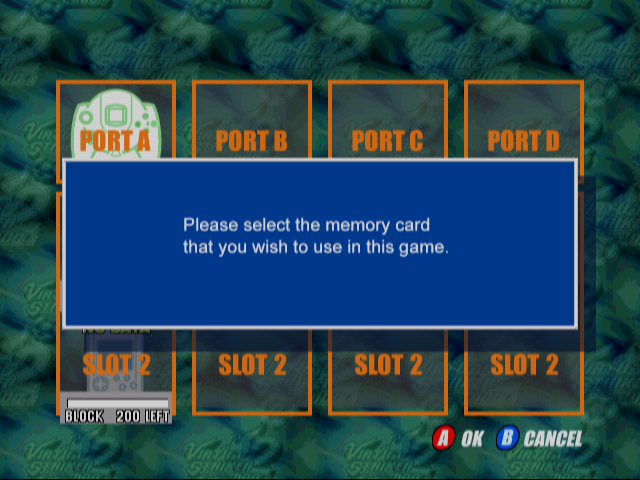 PORT A PORT B PORT C PORT D
Please select the memory card
that you wish to use in this game.
SLOT 2 SLOT 2 SLOT 2 SLOT 2
BLOCK 200 LEFT
A OK B CANCEL